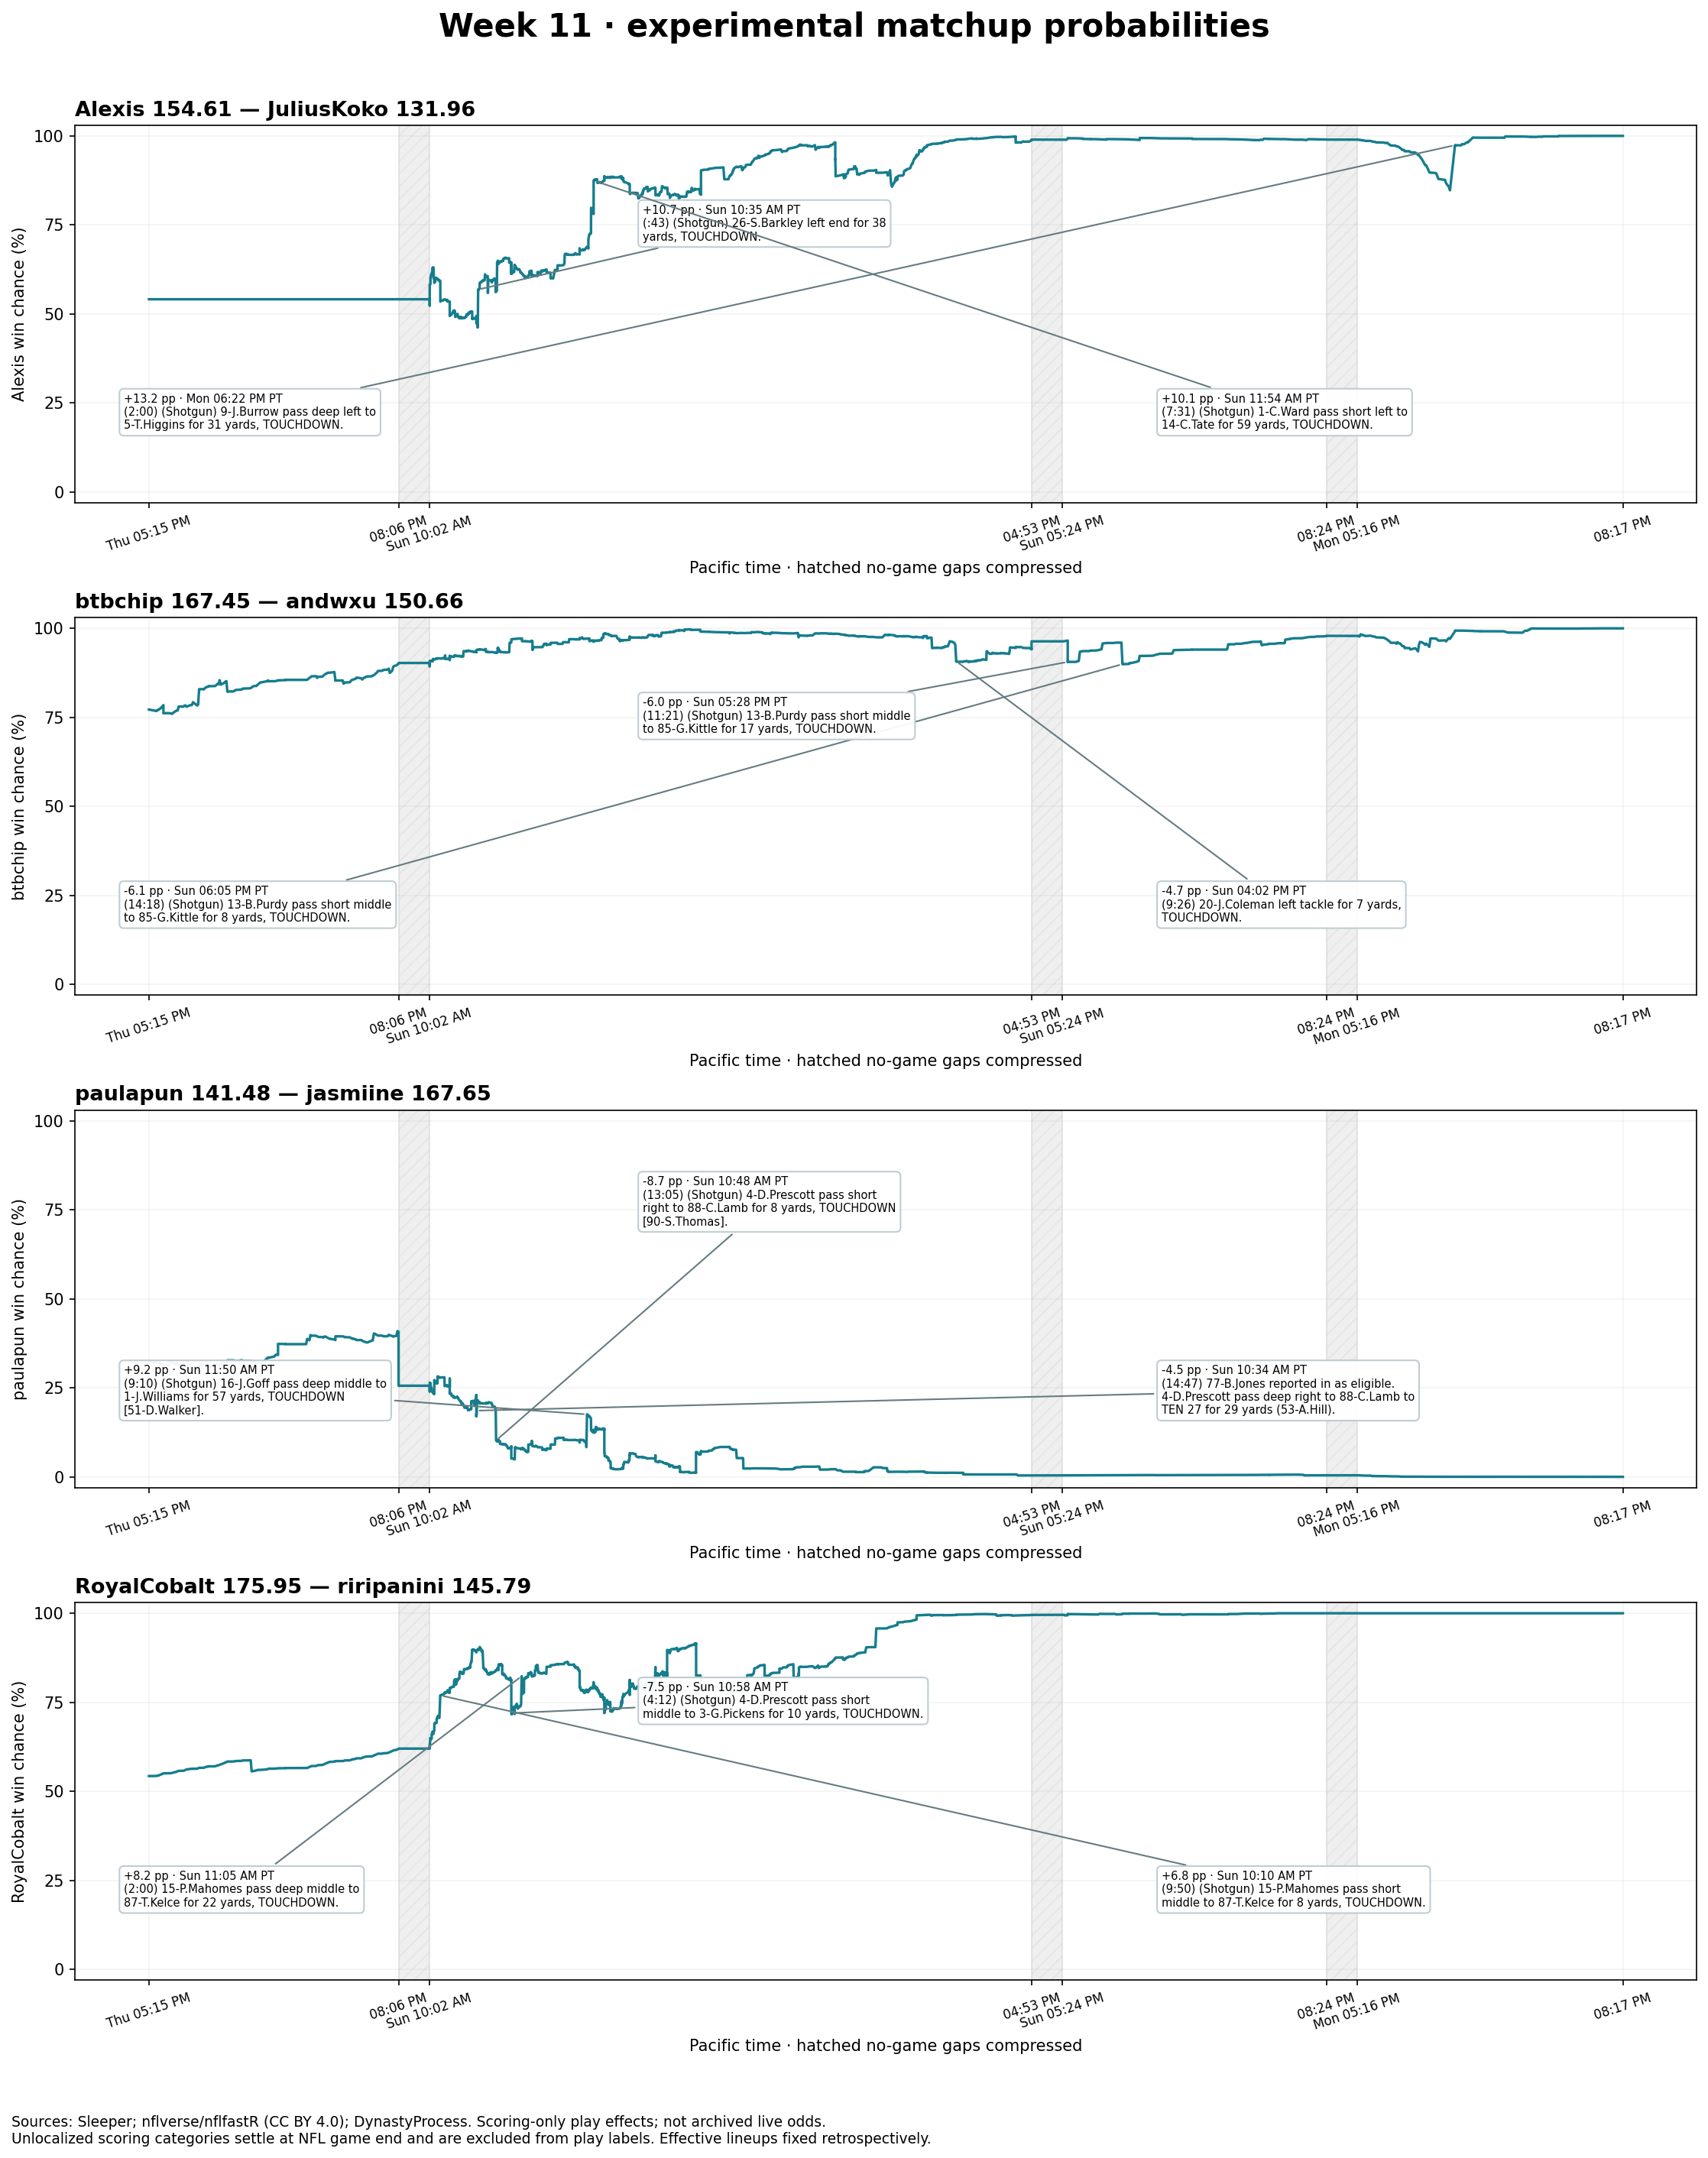 Week 11 · experimental matchup probabilities
Alexis 154.61 — JuliusKoko 131.96
Alexis win chance (%)
100
75
50
25
0
+10.7 pp · Sun 10:35 AM PT
(:43) (Shotgun) 26-S.Barkley left end for 38
yards, TOUCHDOWN.
+13.2 pp · Mon 06:22 PM PT
(2:00) (Shotgun) 9-J.Burrow pass deep left to
5-T.Higgins for 31 yards, TOUCHDOWN.
+10.1 pp · Sun 11:54 AM PT
(7:31) (Shotgun) 1-C.Ward pass short left to
14-C.Tate for 59 yards, TOUCHDOWN.
Thu 05:15 PM
08:06 PM
Sun 10:02 AM
04:53 PM
Sun 05:24 PM
08:24 PM
Mon 05:16 PM
08:17 PM
Pacific time · hatched no-game gaps compressed
btbchip 167.45 — andwxu 150.66
btbchip win chance (%)
100
75
50
25
0
-6.0 pp · Sun 05:28 PM PT
(11:21) (Shotgun) 13-B.Purdy pass short middle
to 85-G.Kittle for 17 yards, TOUCHDOWN.
-6.1 pp · Sun 06:05 PM PT
(14:18) (Shotgun) 13-B.Purdy pass short middle
to 85-G.Kittle for 8 yards, TOUCHDOWN.
-4.7 pp · Sun 04:02 PM PT
(9:26) 20-J.Coleman left tackle for 7 yards,
TOUCHDOWN.
Thu 05:15 PM
08:06 PM
Sun 10:02 AM
04:53 PM
Sun 05:24 PM
08:24 PM
Mon 05:16 PM
08:17 PM
Pacific time · hatched no-game gaps compressed
paulapun 141.48 — jasmiine 167.65
paulapun win chance (%)
100
75
50
25
0
-8.7 pp · Sun 10:48 AM PT
(13:05) (Shotgun) 4-D.Prescott pass short
right to 88-C.Lamb for 8 yards, TOUCHDOWN
[90-S.Thomas].
+9.2 pp · Sun 11:50 AM PT
(9:10) (Shotgun) 16-J.Goff pass deep middle to
1-J.Williams for 57 yards, TOUCHDOWN
[51-D.Walker].
-4.5 pp · Sun 10:34 AM PT
(14:47) 77-B.Jones reported in as eligible.
4-D.Prescott pass deep right to 88-C.Lamb to
TEN 27 for 29 yards (53-A.Hill).
Thu 05:15 PM
08:06 PM
Sun 10:02 AM
04:53 PM
Sun 05:24 PM
08:24 PM
Mon 05:16 PM
08:17 PM
Pacific time · hatched no-game gaps compressed
RoyalCobalt 175.95 — riripanini 145.79
RoyalCobalt win chance (%)
100
75
50
25
0
-7.5 pp · Sun 10:58 AM PT
(4:12) (Shotgun) 4-D.Prescott pass short
middle to 3-G.Pickens for 10 yards, TOUCHDOWN.
+8.2 pp · Sun 11:05 AM PT
(2:00) 15-P.Mahomes pass deep middle to
87-T.Kelce for 22 yards, TOUCHDOWN.
+6.8 pp · Sun 10:10 AM PT
(9:50) (Shotgun) 15-P.Mahomes pass short
middle to 87-T.Kelce for 8 yards, TOUCHDOWN.
Thu 05:15 PM
08:06 PM
Sun 10:02 AM
04:53 PM
Sun 05:24 PM
08:24 PM
Mon 05:16 PM
08:17 PM
Pacific time · hatched no-game gaps compressed
Sources: Sleeper; nflverse/nflfastR (CC BY 4.0); DynastyProcess. Scoring-only play effects; not archived live odds.
Unlocalized scoring categories settle at NFL game end and are excluded from play labels. Effective lineups fixed retrospectively.